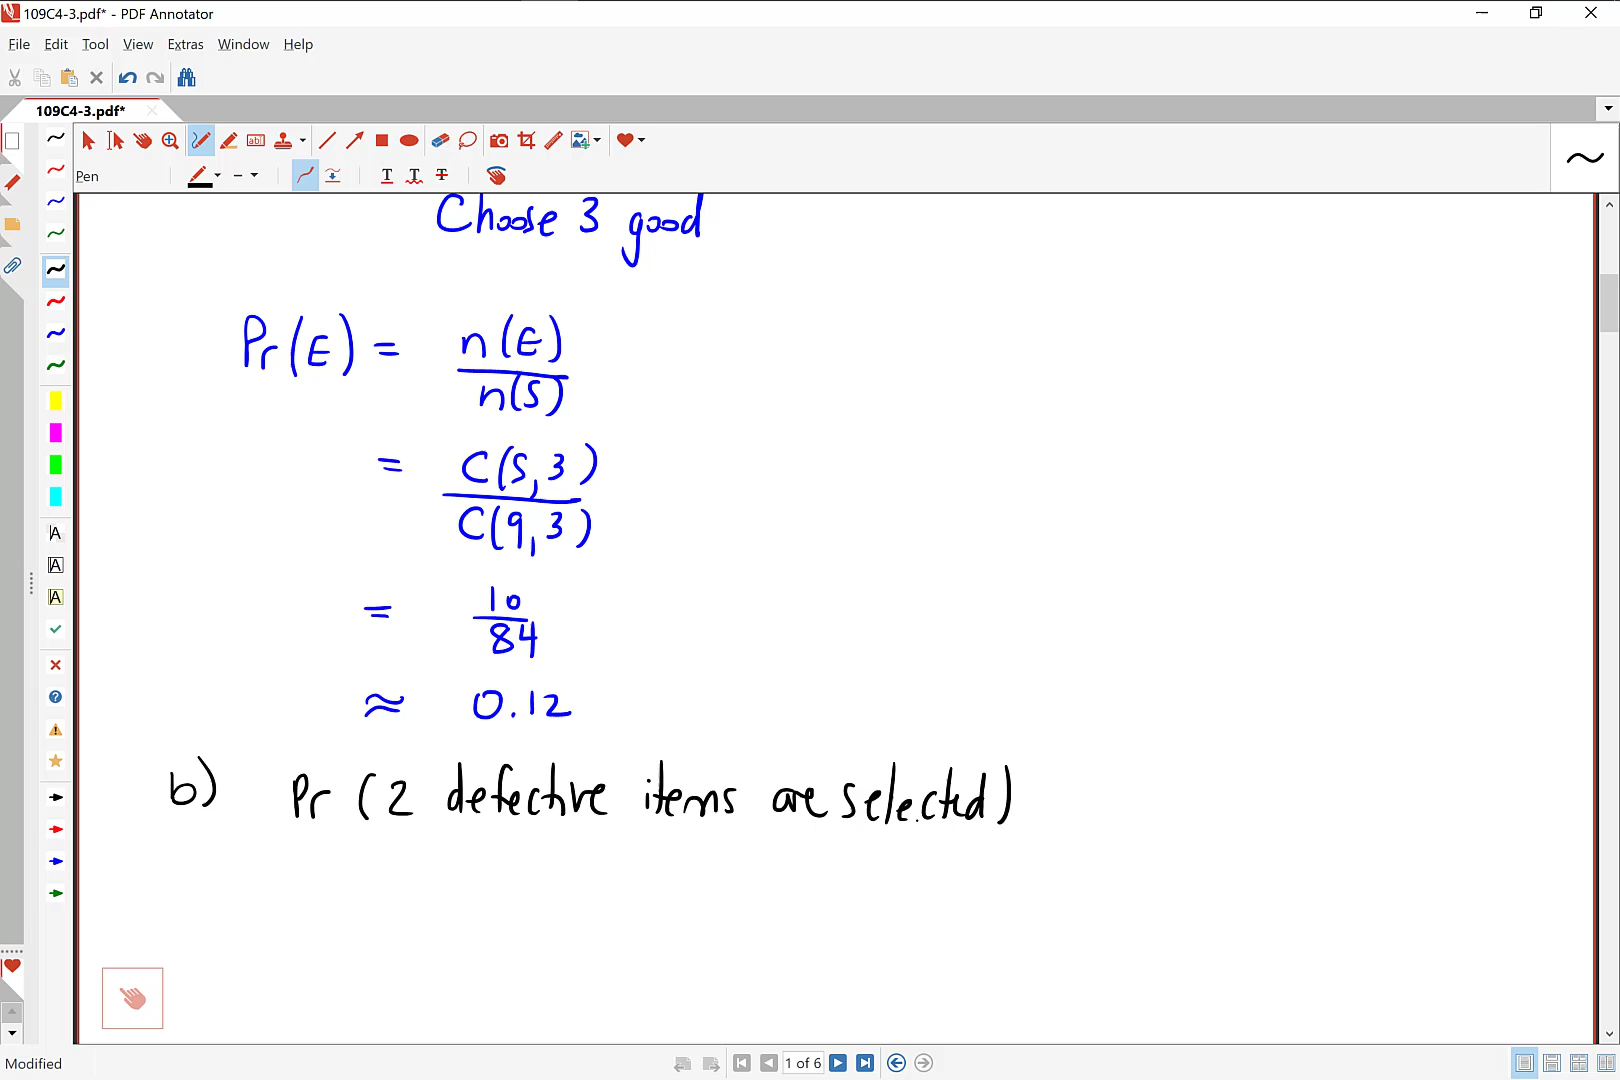 109C4-3.pdf* - PDF Annotator
File Edit Tool View Extras Window Help
109C4-3.pdf*
Pen
Choose 3 good
Pr(E) = n(E)
n(S)
= C(5,3)
C(9,3)
= 10
84
≈ 0.12
b) Pr (2 defective items are selected)
Modified
1 of 6